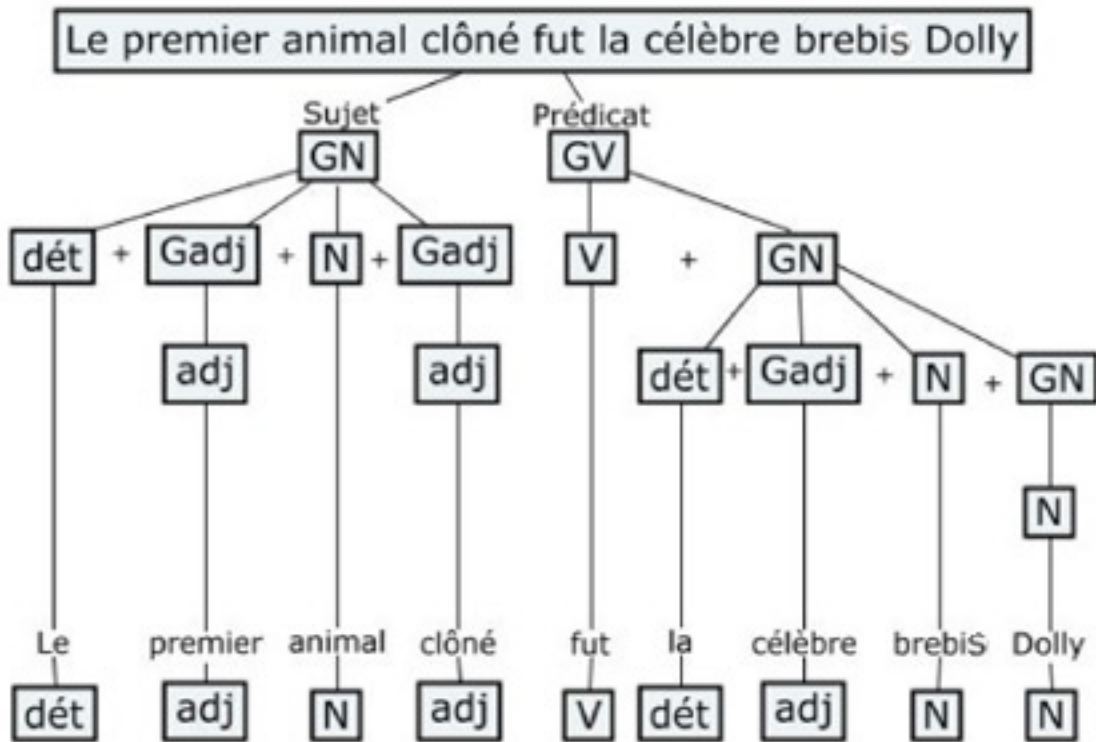 Le premier animal clôné fut la célèbre brebis Dolly
Sujet Prédicat
GN GV
dét + Gadj + N + Gadj V + GN
adj adj dét + Gadj + N + GN
N
Le premier animal clôné fut la célèbre brebiS Dolly
dét adj N adj V dét adj N N